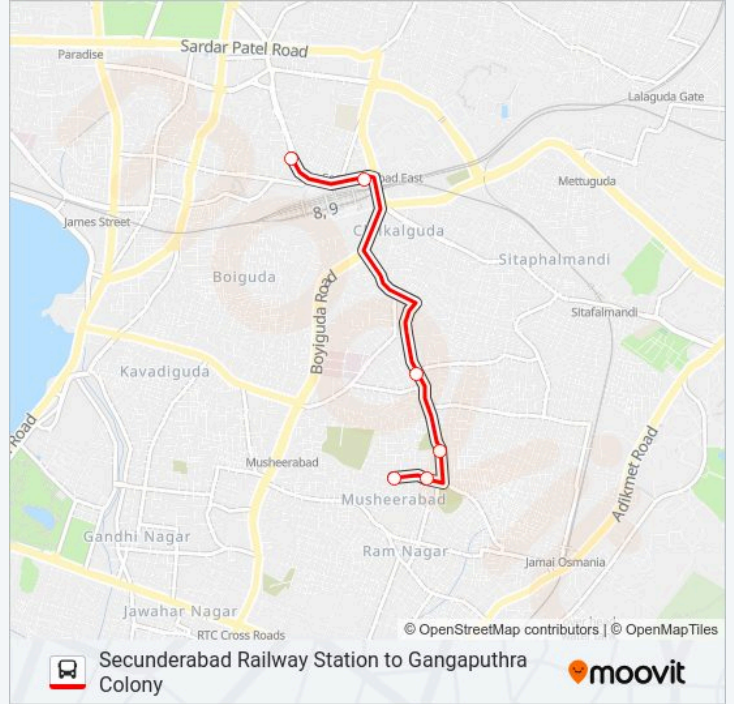 Sardar Patel Road
Paradise
Lalaguda Gate
ad East
Mettuguda
8, 9
James Street
Sitaphalmandi
Boiguda
Boyiguda Road
Sitafalmandi
Kavadiguda
Road
Musheerabad
Adikmet Road
Musheerabad
Gandhi Nagar
Ram Nagar
Jamai Osmania
Jawahar Nagar
RTC Cross Roads
© OpenStreetMap contributors | © OpenMapTiles
Secunderabad Railway Station to Gangaputhra
Colony
moovit